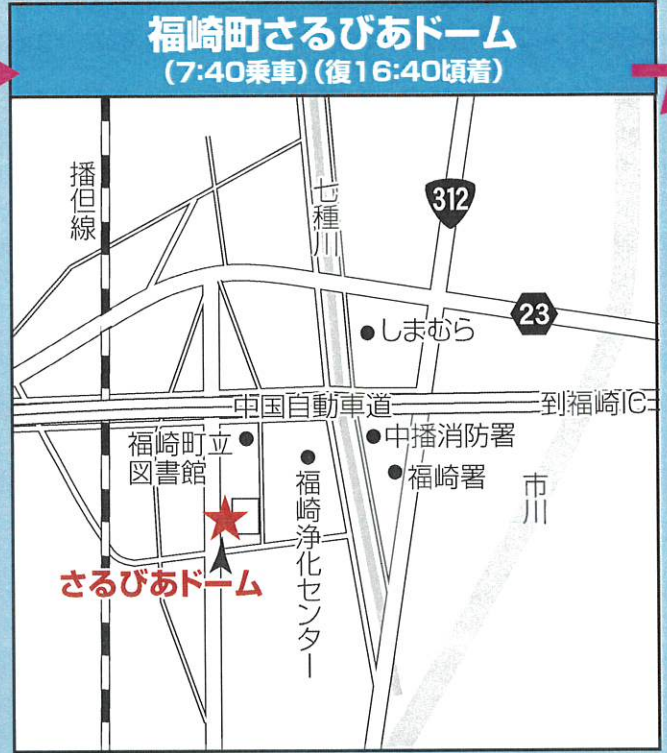 福崎町さるびあドーム
(7:40乗車)(復16:40頃着)
播但線
七種川
312
23
しまむら
中国自動車道
到福崎IC
福崎町立
図書館
中播消防署
福崎署
市川
福崎浄化センター
さるびあドーム